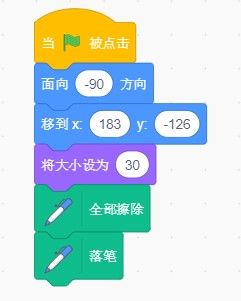 当 被点击
面向 -90 方向
移到 x: 183 y: -126
将大小设为 30
全部擦除
落笔